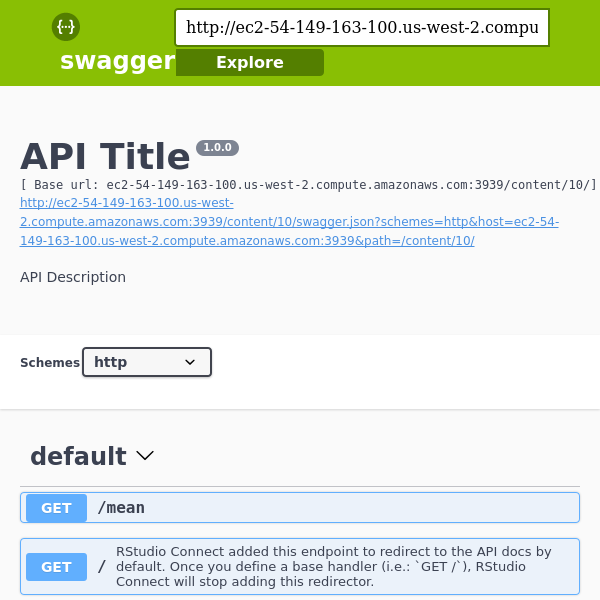 {...}
http://ec2-54-149-163-100.us-west-2.compu
swagger
Explore
API Title 1.0.0
[ Base url: ec2-54-149-163-100.us-west-2.compute.amazonaws.com:3939/content/10/]
http://ec2-54-149-163-100.us-west-
2.compute.amazonaws.com:3939/content/10/swagger.json?schemes=http&host=ec2-54-
149-163-100.us-west-2.compute.amazonaws.com:3939&path=/content/10/
API Description
Schemes http
default
GET /mean
GET / RStudio Connect added this endpoint to redirect to the API docs by
default. Once you define a base handler (i.e.: `GET /`), RStudio
Connect will stop adding this redirector.